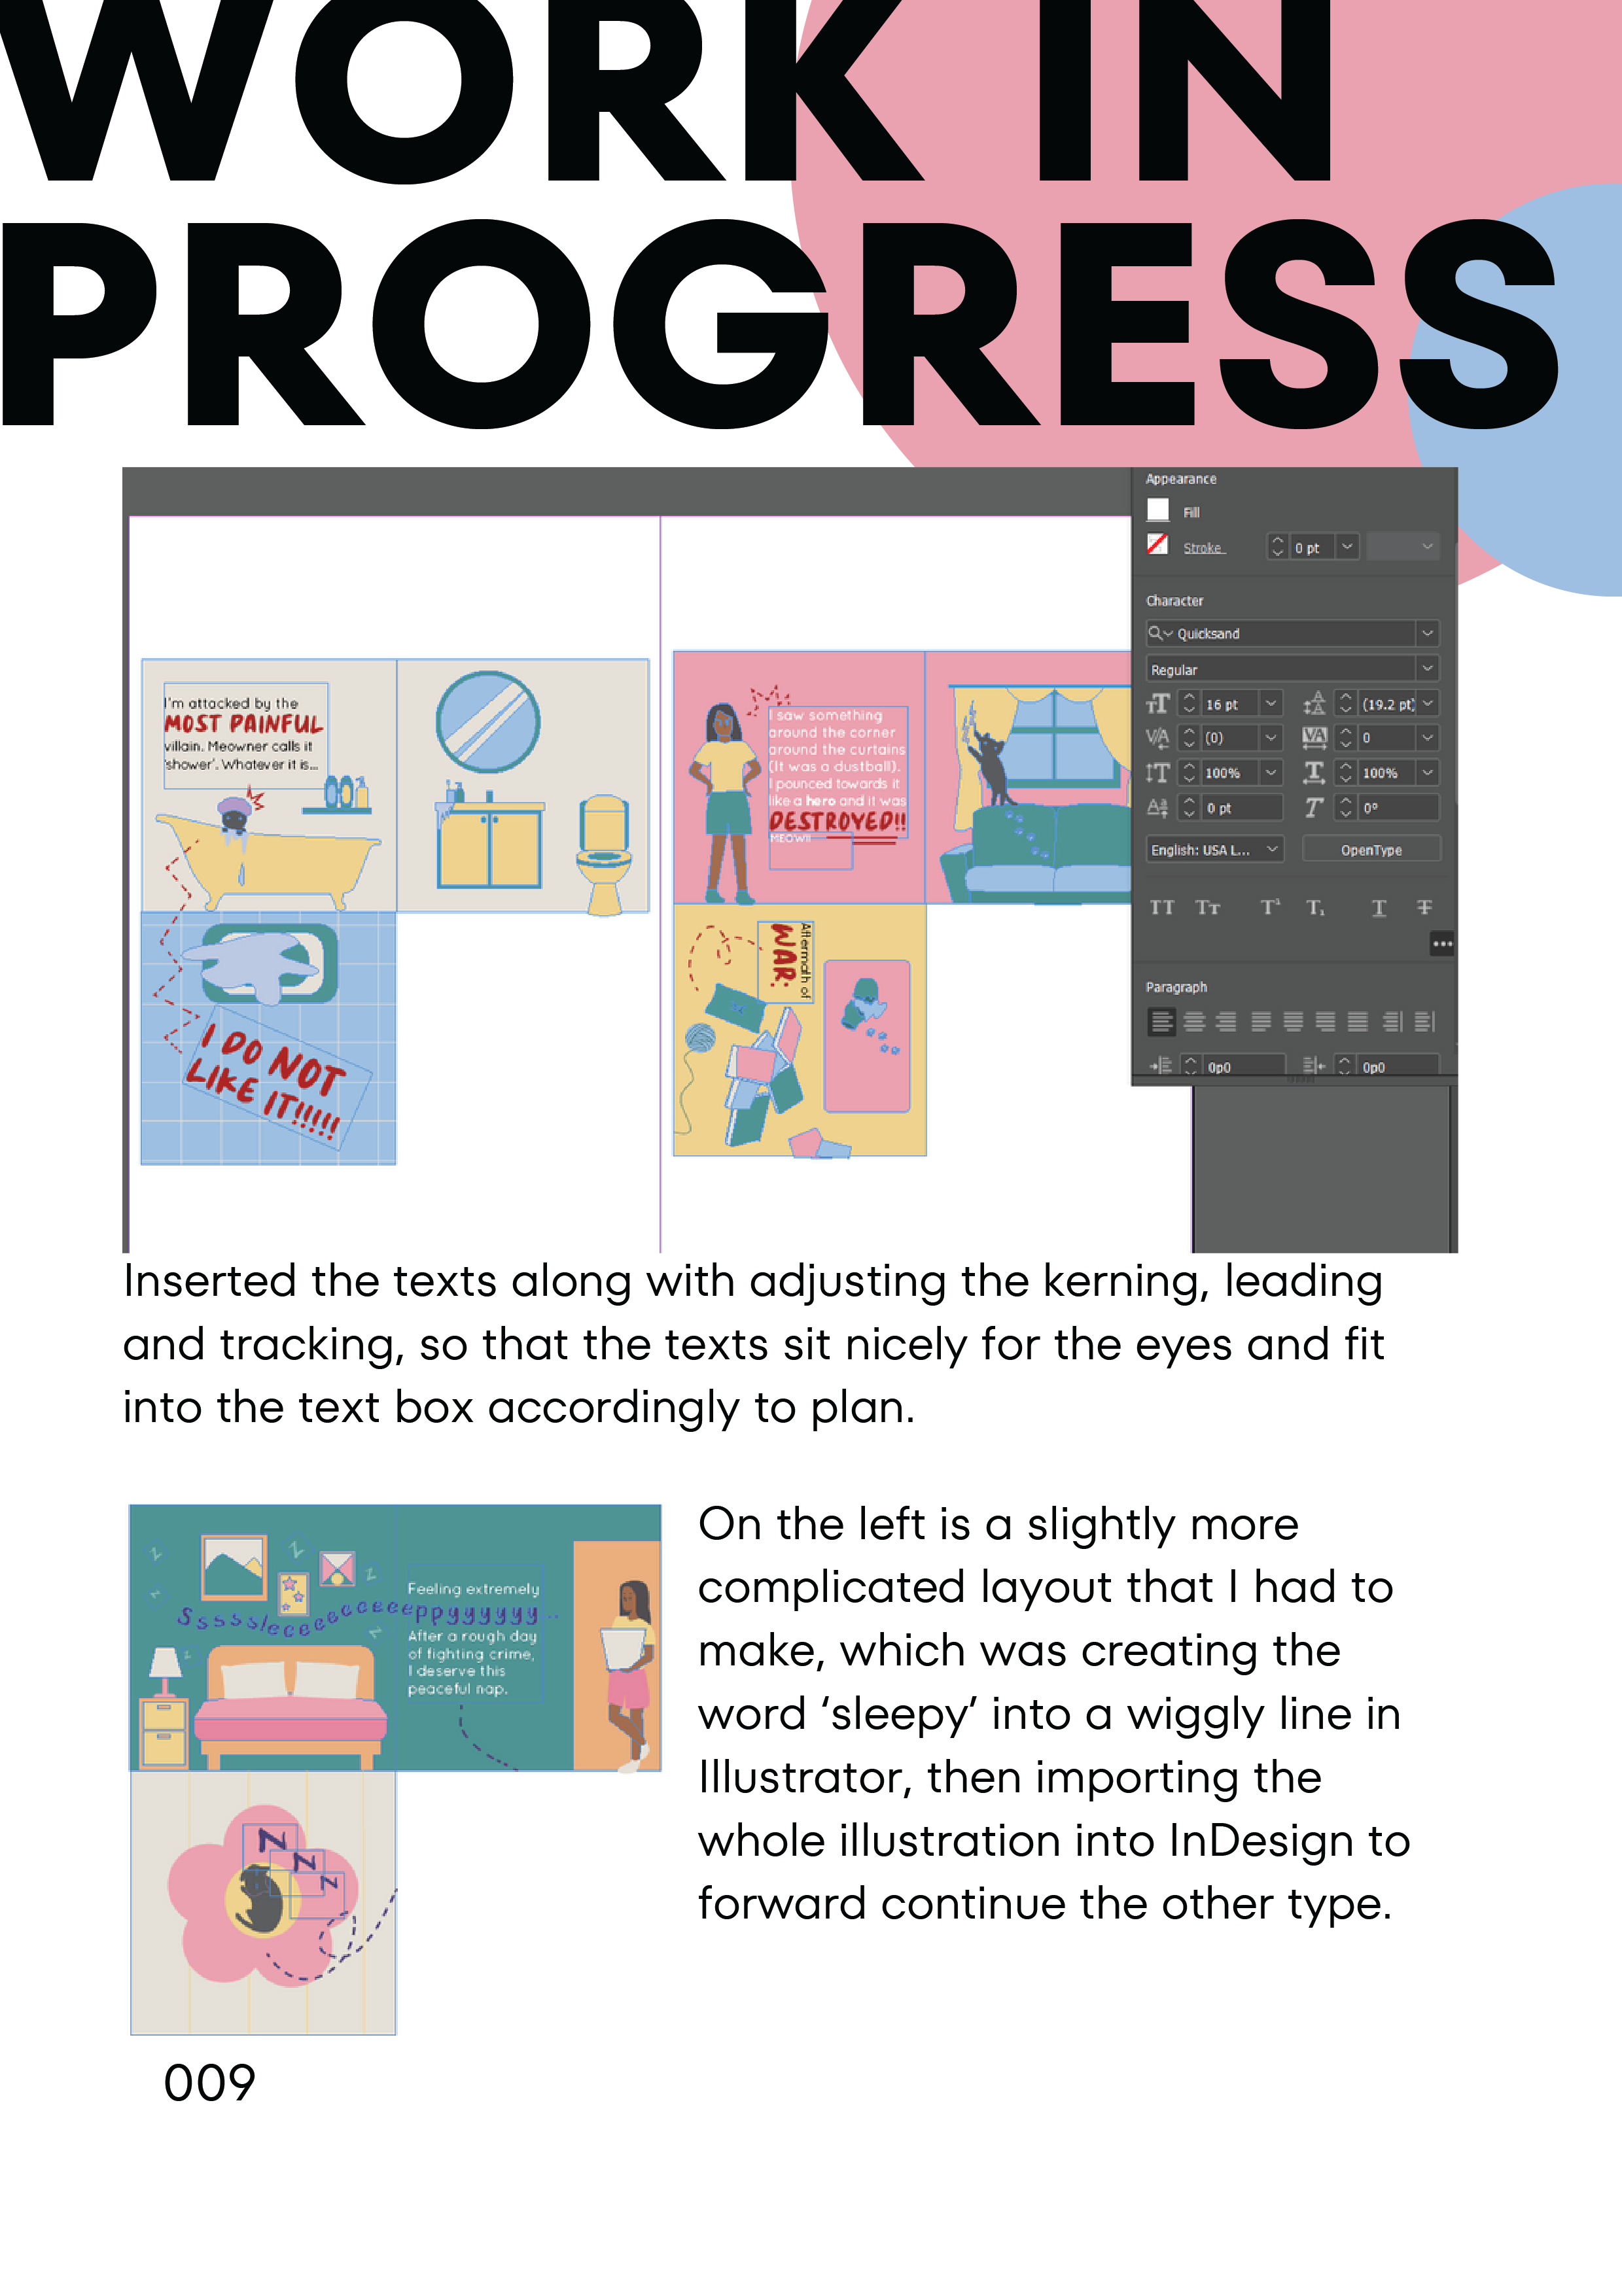 WORK IN
PROGRESS
Appearance
Fill
Stroke
0 pt
Character
Quicksand
Regular
16 pt
(19.2 pt)
(0)
0
100%
100%
0 pt
0°
English: USA L...
OpenType
TT Tт T¹ T₁ T T
Paragraph
0p0
0p0
I'm attacked by the
MOST PAINFUL
villain. Meowner calls it
'shower'. Whatever it is...
I DO NOT
LIKE IT!!!!!
I saw something
around the corner
around the curtains
(It was a dustball).
I pounced towards it
like a hero and it was
DESTROYED!!
MEOW!!
Aftermath of
WAR:
Inserted the texts along with adjusting the kerning, leading
and tracking, so that the texts sit nicely for the eyes and fit
into the text box accordingly to plan.
z z z z z z
Feeling extremely
Sssssleeeeeeeeeeeppyyyyyyy...
After a rough day
of fighting crime,
I deserve this
peaceful nap.
Z
Z
Z
On the left is a slightly more
complicated layout that I had to
make, which was creating the
word ‘sleepy’ into a wiggly line in
Illustrator, then importing the
whole illustration into InDesign to
forward continue the other type.
009